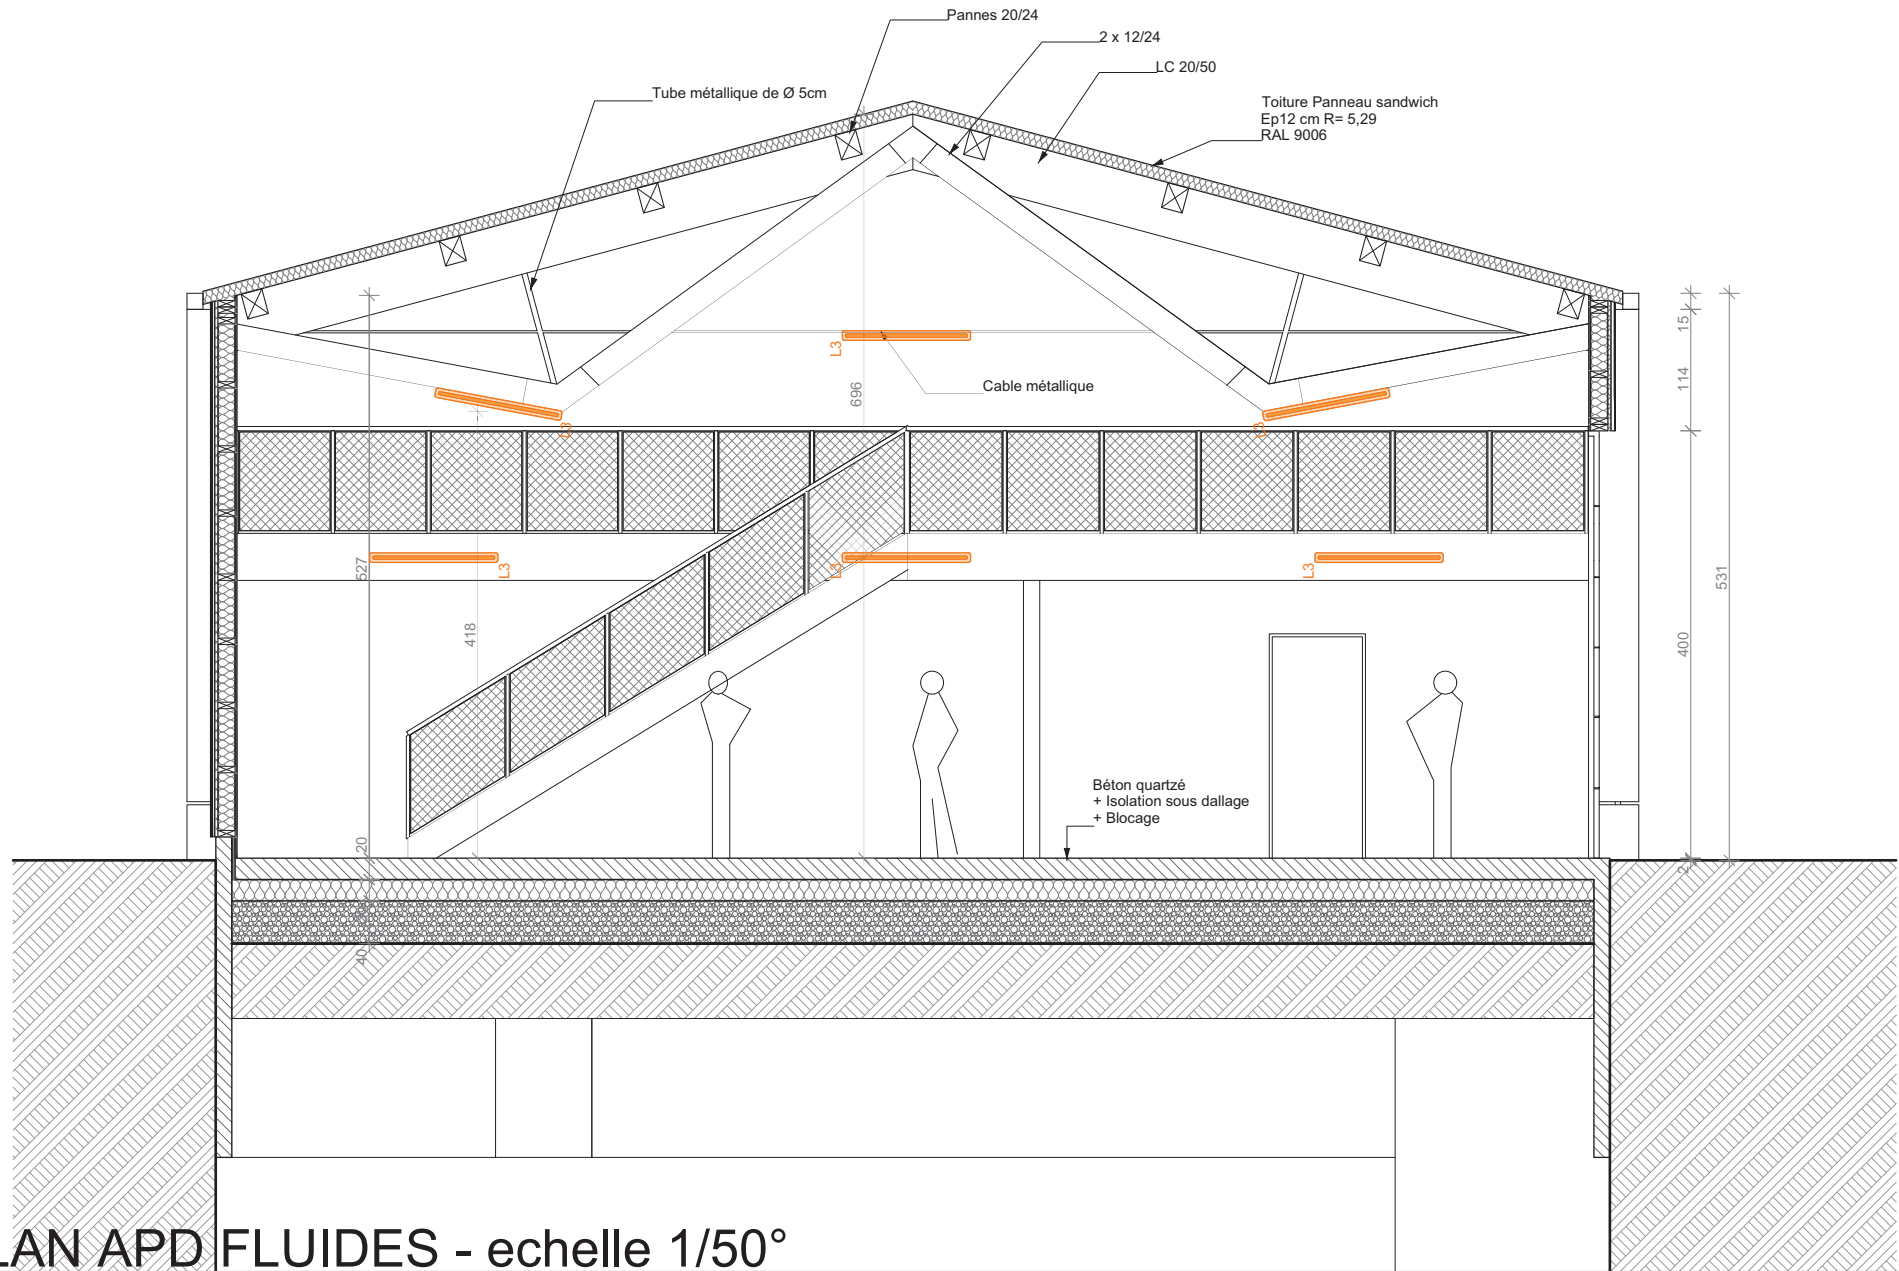 Pannes 20/24
2 x 12/24
LC 20/50
Tube métallique de Ø 5cm
Toiture Panneau sandwich
Ep12 cm R= 5,29
RAL 9006
15
L3
114
Cable métallique
696
L3
L3
527
L3
L3
L3
531
418
400
Béton quartzé
+ Isolation sous dallage
+ Blocage
20
2
40
LAN APD FLUIDES - echelle 1/50°